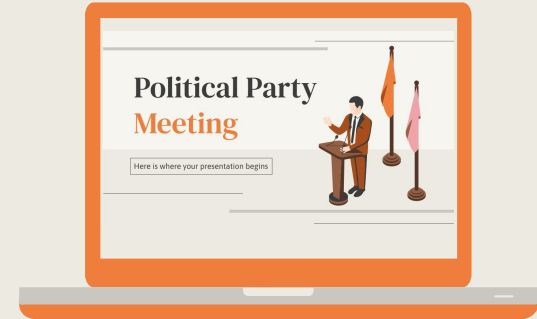 Political Party
Meeting
Here is where your presentation begins